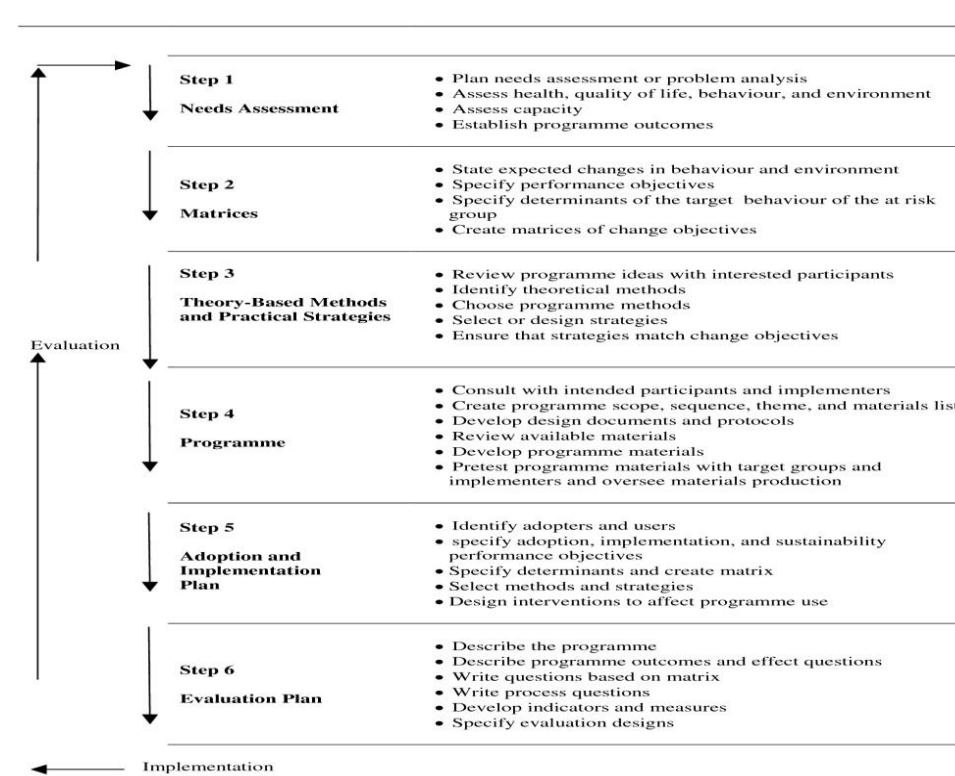 Step 1
Needs Assessment
• Plan needs assessment or problem analysis
• Assess health, quality of life, behaviour, and environment
• Assess capacity
• Establish programme outcomes
Step 2
Matrices
• State expected changes in behaviour and environment
• Specify performance objectives
• Specify determinants of the target behaviour of the at risk
group
• Create matrices of change objectives
Step 3
Theory-Based Methods
and Practical Strategies
• Review programme ideas with interested participants
• Identify theoretical methods
• Choose programme methods
• Select or design strategies
• Ensure that strategies match change objectives
Evaluation
Step 4
Programme
• Consult with intended participants and implementers
• Create programme scope, sequence, theme, and materials list
• Develop design documents and protocols
• Review available materials
• Develop programme materials
• Pretest programme materials with target groups and
implementers and oversee materials production
Step 5
Adoption and
Implementation
Plan
• Identify adopters and users
• specify adoption, implementation, and sustainability
performance objectives
• Specify determinants and create matrix
• Select methods and strategies
• Design interventions to affect programme use
Step 6
Evaluation Plan
• Describe the programme
• Describe programme outcomes and effect questions
• Write questions based on matrix
• Write process questions
• Develop indicators and measures
• Specify evaluation designs
Implementation